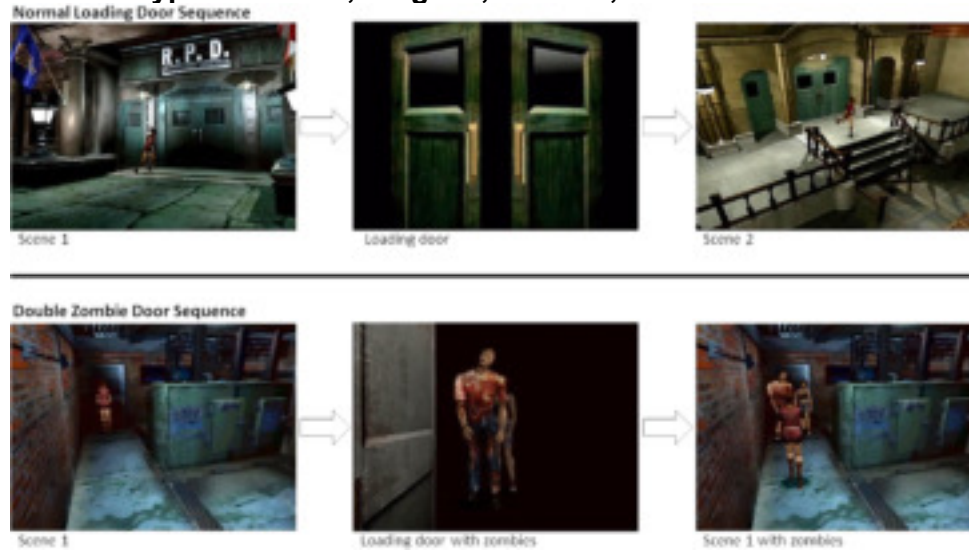 Normal Loading Door Sequence
R.P.D.
Scene 1
Loading door
Scene 2
Double Zombie Door Sequence
Scene 1
Loading door with zombies
Scene 1 with zombies